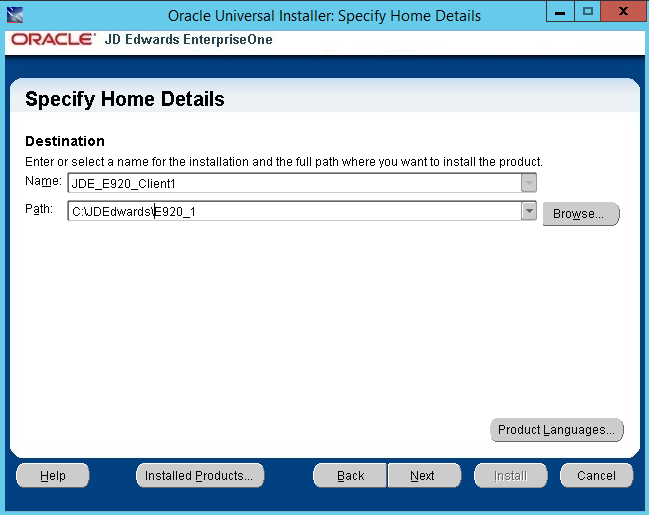 Oracle Universal Installer: Specify Home Details
ORACLE JD Edwards EnterpriseOne
Specify Home Details
Destination
Enter or select a name for the installation and the full path where you want to install the product.
Name: JDE_E920_Client1
Path: C:\JDEdwards\E920_1 Browse...
Product Languages...
Help Installed Products... Back Next Install Cancel